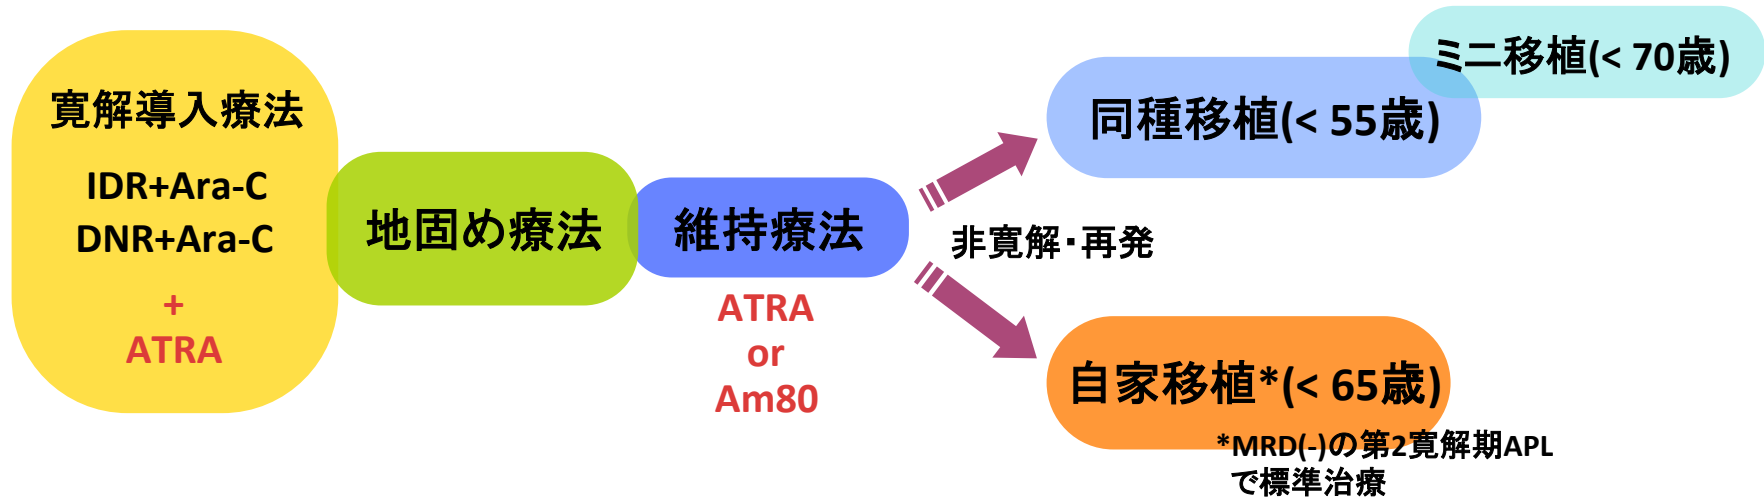 寛解導入療法
IDR+Ara-C
DNR+Ara-C
+
ATRA
地固め療法
維持療法
ATRA
or
Am80
非寛解・再発
ミニ移植(< 70歳)
同種移植(< 55歳)
自家移植*(< 65歳)
*MRD(-)の第2寛解期APL
で標準治療